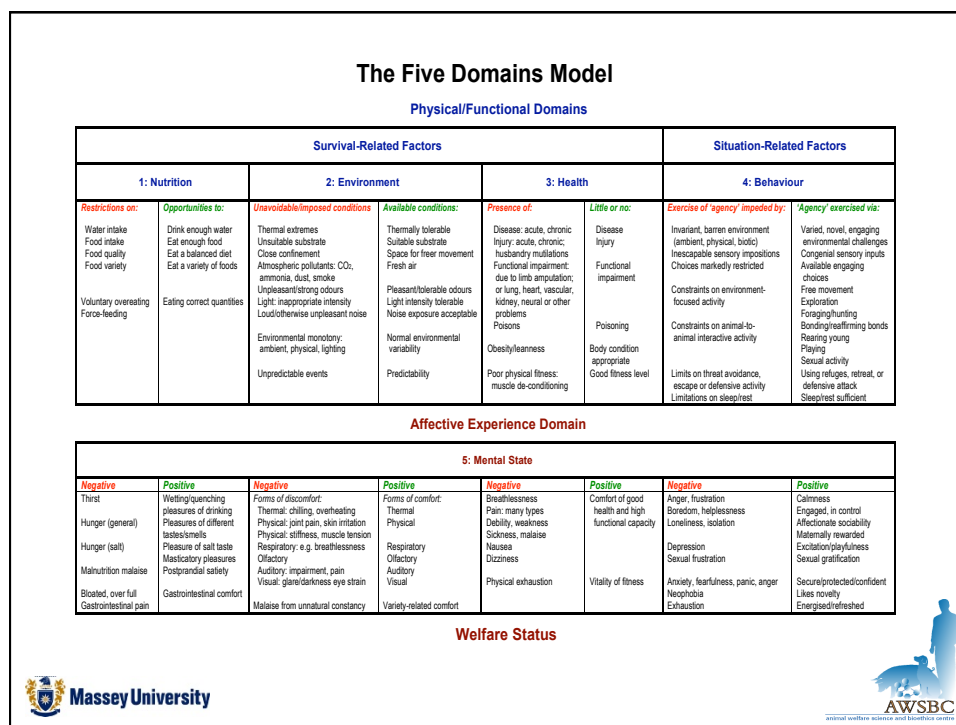 The Five Domains Model
Physical/Functional Domains
Survival-Related Factors
Situation-Related Factors
1: Nutrition
2: Environment
3: Health
4: Behaviour
Restrictions on:
Water intake
Food intake
Food quality
Food variety
Voluntary overeating
Force-feeding
Opportunities to:
Drink enough water
Eat enough food
Eat a balanced diet
Eat a variety of foods
Eating correct quantities
Unavoidable/imposed conditions
Thermal extremes
Unsuitable substrate
Close confinement
Atmospheric pollutants: CO₂,
ammonia, dust, smoke
Unpleasant/strong odours
Light: inappropriate intensity
Loud/otherwise unpleasant noise
Environmental monotony:
ambient, physical, lighting
Unpredictable events
Available conditions:
Thermally tolerable
Suitable substrate
Space for freer movement
Fresh air
Pleasant/tolerable odours
Light intensity tolerable
Noise exposure acceptable
Normal environmental
variability
Predictability
Presence of:
Disease: acute, chronic
Injury: acute, chronic;
husbandry mutilations
Functional impairment:
due to limb amputation;
or lung, heart, vascular,
kidney, neural or other
problems
Poisons
Obesity/leanness
Poor physical fitness:
muscle de-conditioning
Little or no:
Disease
Injury
Functional
impairment
Poisoning
Body condition
appropriate
Good fitness level
Exercise of 'agency' impeded by:
Invariant, barren environment
(ambient, physical, biotic)
Inescapable sensory impositions
Choices markedly restricted
Constraints on environment-
focused activity
Constraints on animal-to-
animal interactive activity
Limits on threat avoidance,
escape or defensive activity
Limitations on sleep/rest
'Agency' exercised via:
Varied, novel, engaging
environmental challenges
Congenial sensory inputs
Available engaging
choices
Free movement
Exploration
Foraging/hunting
Bonding/reaffirming bonds
Rearing young
Playing
Sexual activity
Using refuges, retreat, or
defensive attack
Sleep/rest sufficient
Affective Experience Domain
5: Mental State
Negative
Thirst
Hunger (general)
Hunger (salt)
Malnutrition malaise
Bloated, over full
Gastrointestinal pain
Positive
Wetting/quenching
pleasures of drinking
Pleasures of different
tastes/smells
Pleasure of salt taste
Masticatory pleasures
Postprandial satiety
Gastrointestinal comfort
Negative
Forms of discomfort:
Thermal: chilling, overheating
Physical: joint pain, skin irritation
Physical: stiffness, muscle tension
Respiratory: e.g. breathlessness
Olfactory
Auditory: impairment, pain
Visual: glare/darkness eye strain
Malaise from unnatural constancy
Positive
Forms of comfort:
Thermal
Physical
Respiratory
Olfactory
Auditory
Visual
Variety-related comfort
Negative
Breathlessness
Pain: many types
Debility, weakness
Sickness, malaise
Nausea
Dizziness
Physical exhaustion
Positive
Comfort of good
health and high
functional capacity
Vitality of fitness
Negative
Anger, frustration
Boredom, helplessness
Loneliness, isolation
Depression
Sexual frustration
Anxiety, fearfulness, panic, anger
Neophobia
Exhaustion
Positive
Calmness
Engaged, in control
Affectionate sociability
Maternally rewarded
Excitation/playfulness
Sexual gratification
Secure/protected/confident
Likes novelty
Energised/refreshed
Welfare Status
Massey University
AWSBC
animal welfare science and bioethics centre